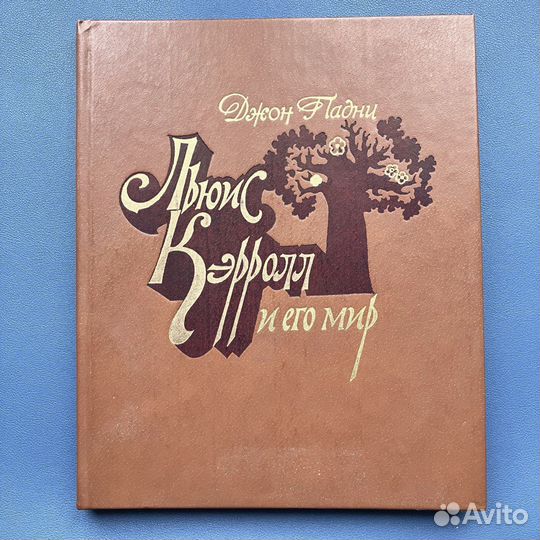 Джон Падни
Льюис
Кэрролл
и его мир
Avito